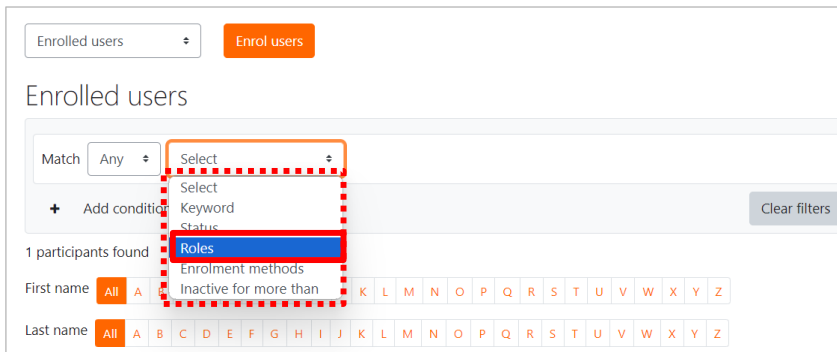 Enrolled users Enrol users
Enrolled users
Match Any Select
Select
+ Add condition Keyword Clear filters
Status
1 participants found Roles
Enrolment methods
First name All A B Inactive for more than K L M N O P Q R S T U V W X Y Z
Last name All A B C D E F G H I J K L M N O P Q R S T U V W X Y Z